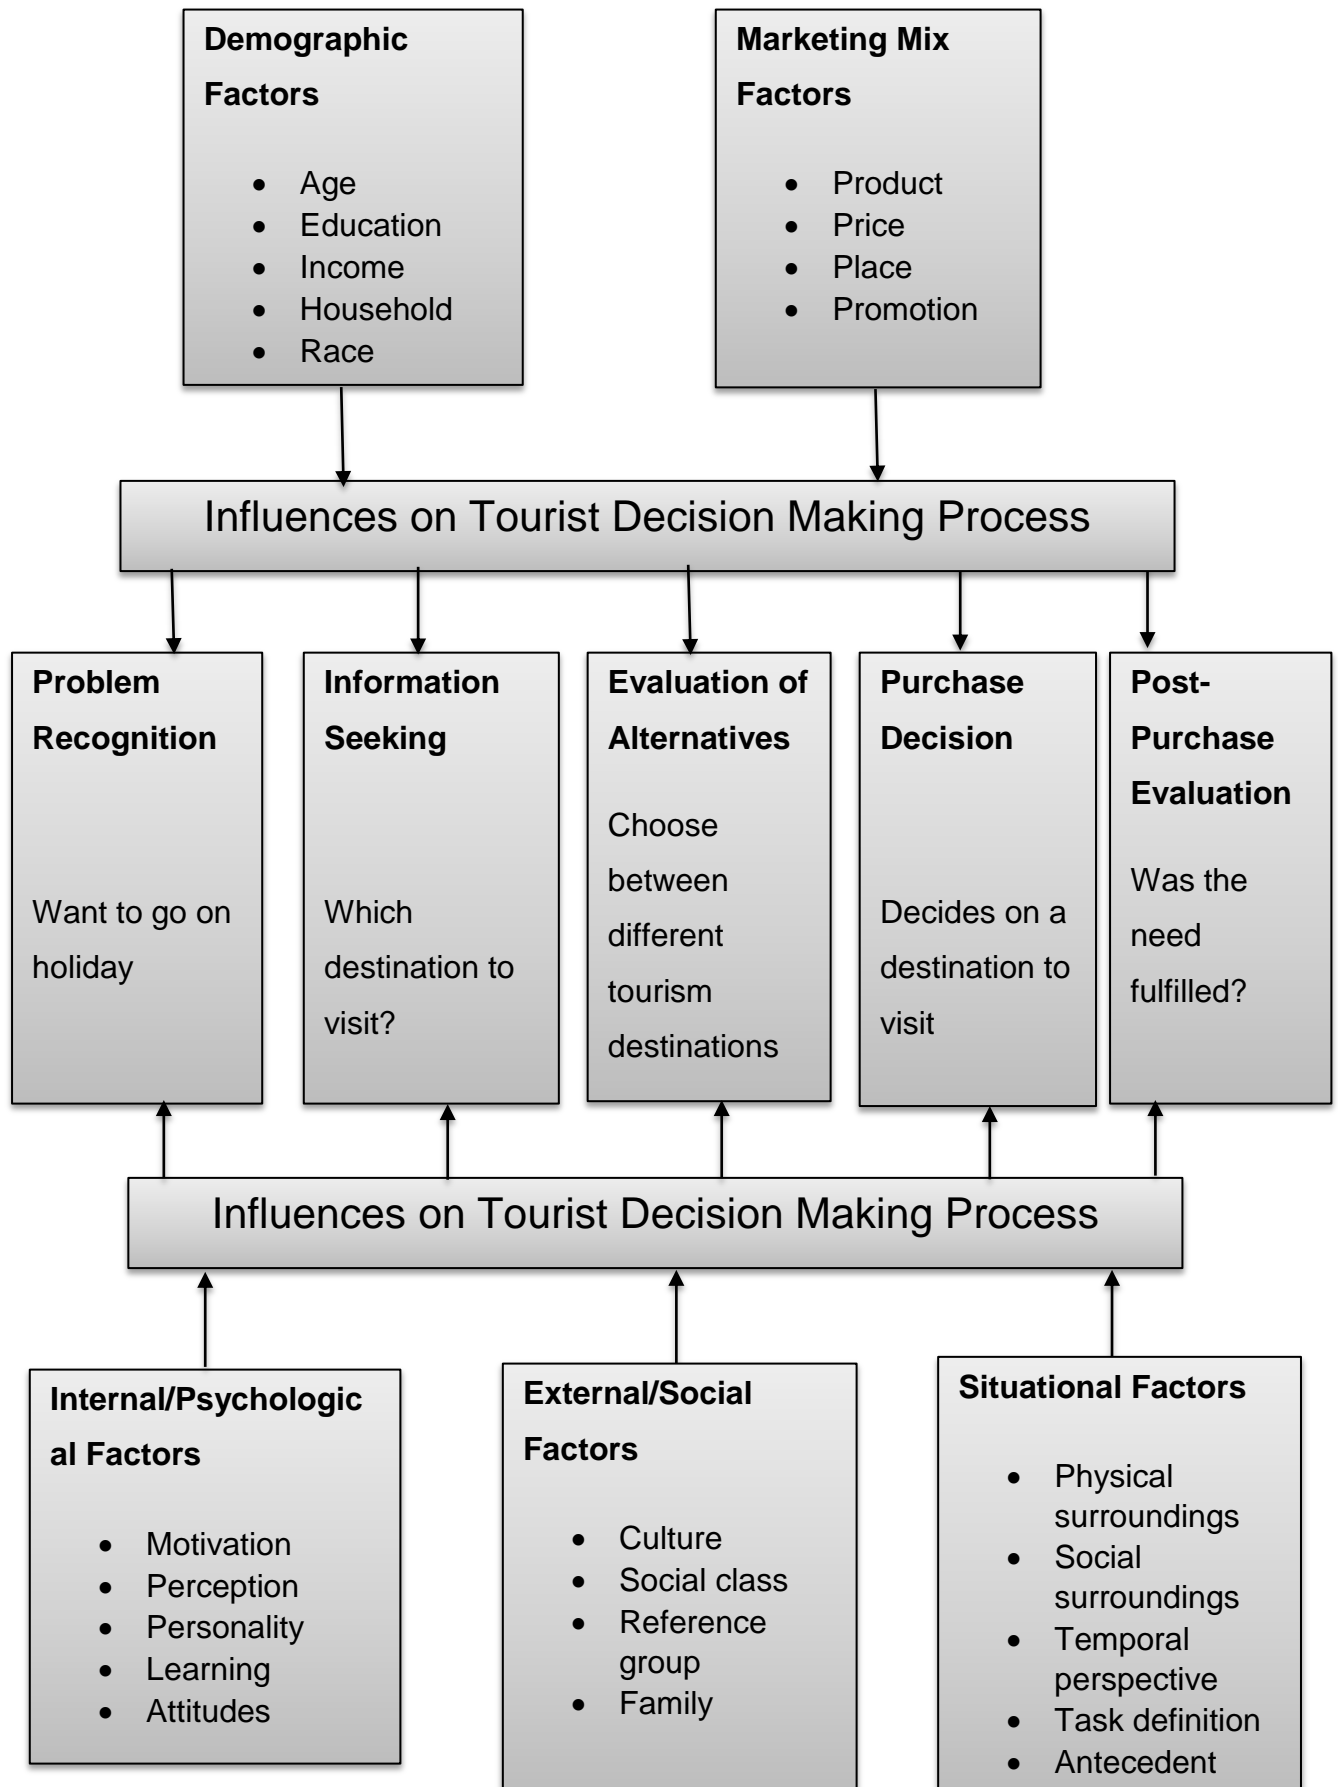 Demographic
Factors
• Age
• Education
• Income
• Household
• Race
Marketing Mix
Factors
• Product
• Price
• Place
• Promotion
Influences on Tourist Decision Making Process
Problem
Recognition
Want to go on
holiday
Information
Seeking
Which
destination to
visit?
Evaluation of
Alternatives
Choose
between
different
tourism
destinations
Purchase
Decision
Decides on a
destination to
visit
Post-
Purchase
Evaluation
Was the
need
fulfilled?
Influences on Tourist Decision Making Process
Internal/Psychologic
al Factors
• Motivation
• Perception
• Personality
• Learning
• Attitudes
External/Social
Factors
• Culture
• Social class
• Reference
group
• Family
Situational Factors
• Physical
surroundings
• Social
surroundings
• Temporal
perspective
• Task definition
• Antecedent